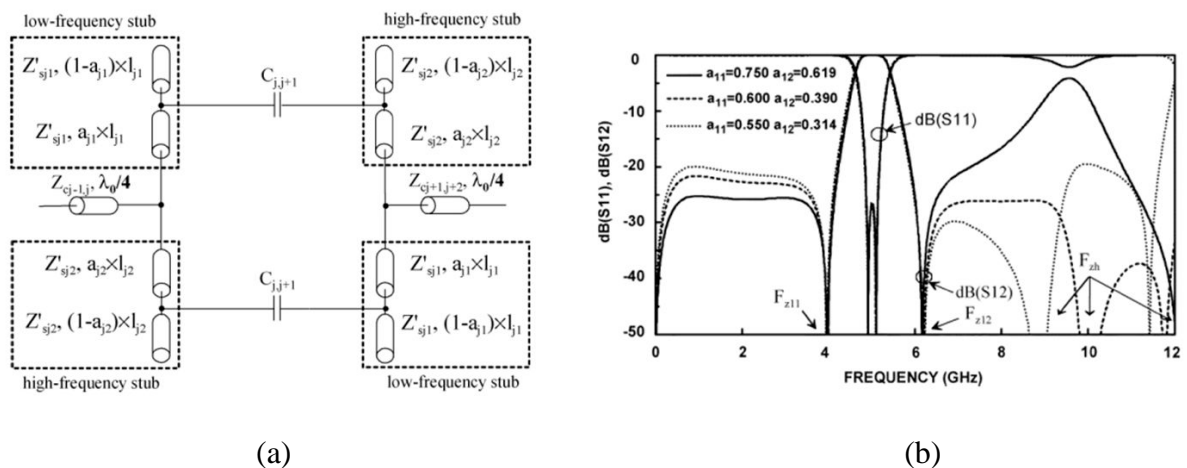 low-frequency stub
high-frequency stub
Z'sj1, (1-aj1)×lj1
Cj,j+1
Z'sj2, (1-aj2)×lj2
Z'sj1, aj1×lj1
Z'sj2, aj2×lj2
Zcj-1,j, λ0/4
Zcj+1,j+2, λ0/4
Z'sj2, aj2×lj2
Cj,j+1
Z'sj1, aj1×lj1
Z'sj2, (1-aj2)×lj2
Z'sj1, (1-aj1)×lj1
high-frequency stub
low-frequency stub
(a)
dB(S11), dB(S12)
0
-10
-20
-30
-40
-50
a11=0.750 a12=0.619
a11=0.600 a12=0.390
a11=0.550 a12=0.314
dB(S11)
Fzh
dB(S12)
Fz11
Fz12
0 2 4 6 8 10 12
FREQUENCY (GHz)
(b)